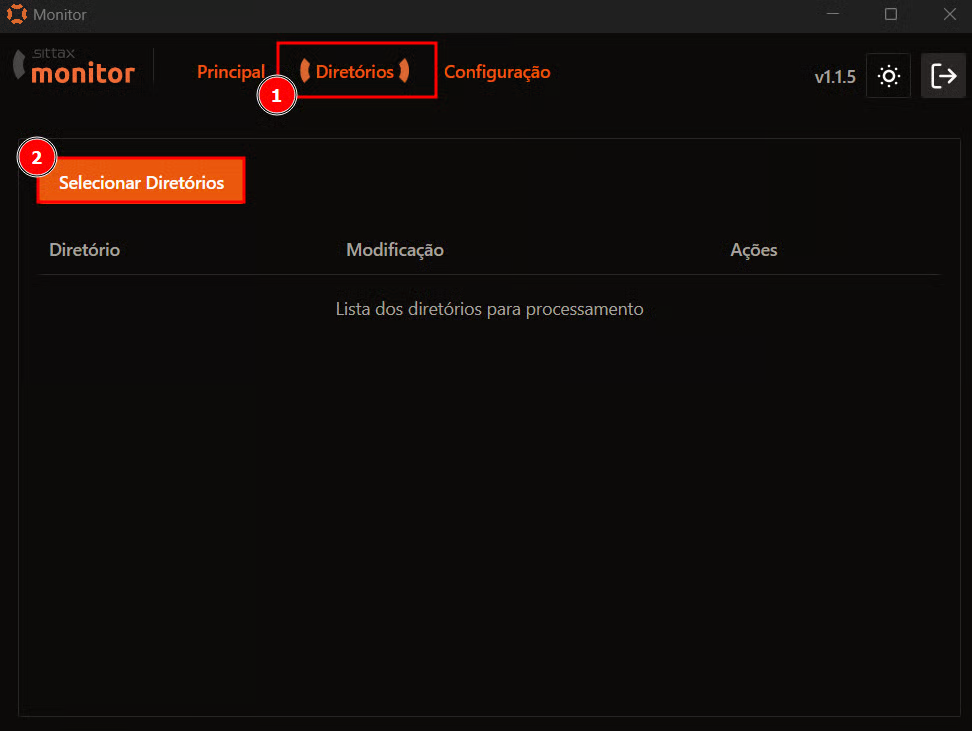 Monitor
sittax
monitor
Principal
Diretórios
Configuração
v1.1.5
1
2
Selecionar Diretórios
Diretório Modificação Ações
Lista dos diretórios para processamento